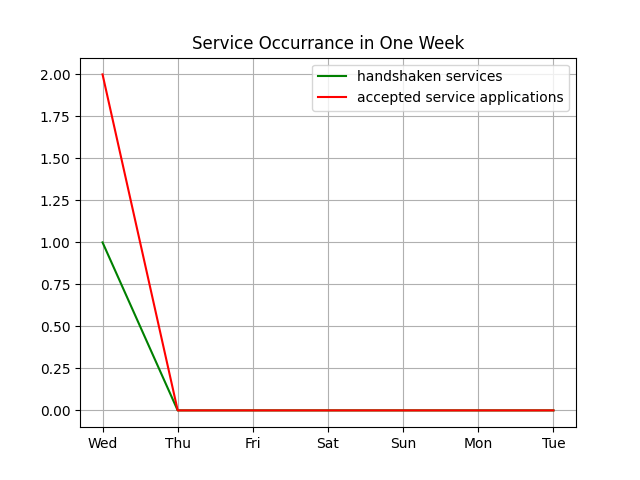 Service Occurrance in One Week
handshaken services
accepted service applications
2.00
1.75
1.50
1.25
1.00
0.75
0.50
0.25
0.00
Wed Thu Fri Sat Sun Mon Tue